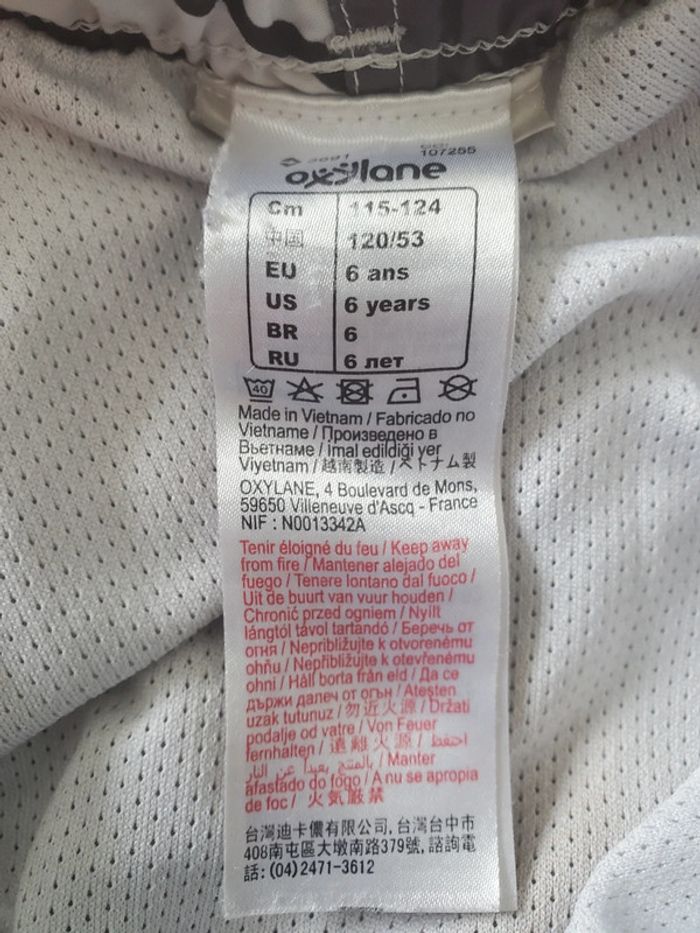 107255
oxylane
Cm 115-124
中國 120/53
EU 6 ans
US 6 years
BR 6
RU 6 лет
40
Made in Vietnam / Fabricado no
Vietname / Произведено в
Вьетнаме / imal edildiği yer
Viyetnam / 越南製造 / ベトナム製
OXYLANE, 4 Boulevard de Mons,
59650 Villeneuve d'Ascq - France
NIF : N0013342A
Tenir éloigné du feu / Keep away
from fire / Mantener alejado del
fuego / Tenere lontano dal fuoco /
Uit de buurt van vuur houden /
Chronić przed ogniem / Nyílt
lángtól távol tartandó / Беречь от
огня / Nepribližujte k otvorenému
ohňu / Nepřibližujte k otevřenému
ohni / Håll borta från eld / Да се
държи далеч от огън / Ateşten
uzak tutunuz / 勿近火源 / Držati
podalje od vatre / Von Feuer
fernhalten / 遠離火源 / احتفظ
بالمنتج بعيداً عن النار / Manter
afastado do fogo / A nu se apropia
de foc / 火気厳禁
台灣迪卡儂有限公司, 台灣台中市
408南屯區大墩南路379號, 諮詢電
話: (04) 2471-3612